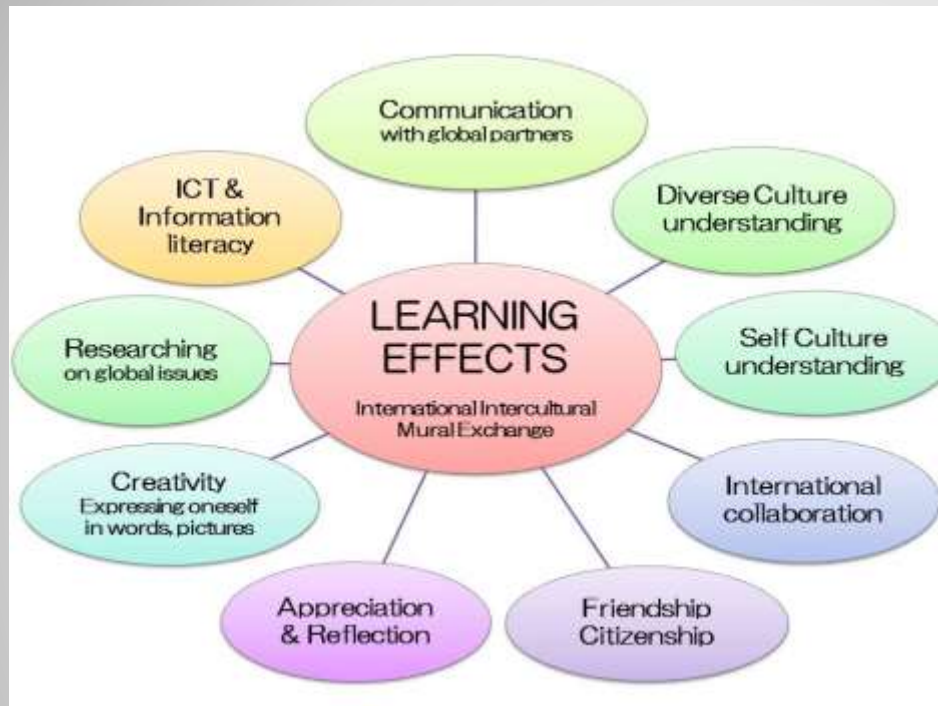 Communication
with global partners
ICT &
Information
literacy
Diverse Culture
understanding
LEARNING
EFFECTS
International Intercultural
Mural Exchange
Researching
on global issues
Self Culture
understanding
Creativity
Expressing oneself
in words, pictures
International
collaboration
Appreciation
& Reflection
Friendship
Citizenship